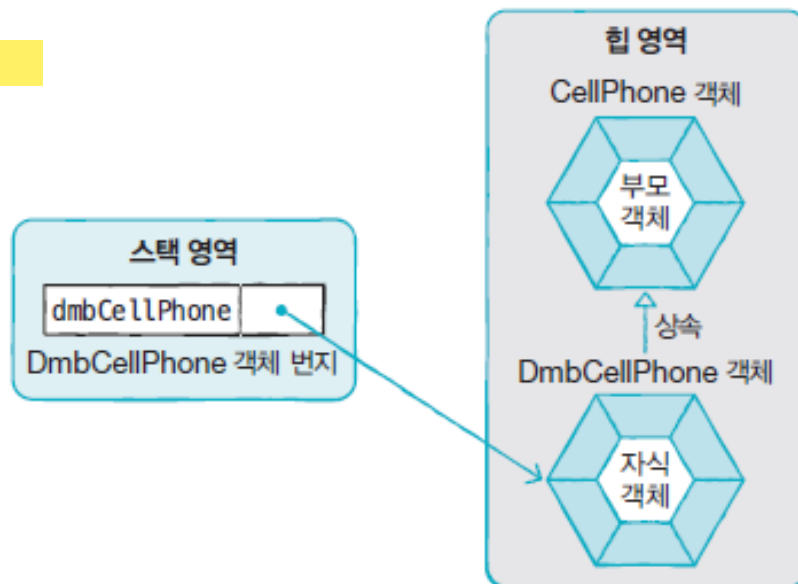 스택 영역
dmbCellPhone
DmbCellPhone 객체 번지
힙 영역
CellPhone 객체
부모
객체
상속
DmbCellPhone 객체
자식
객체